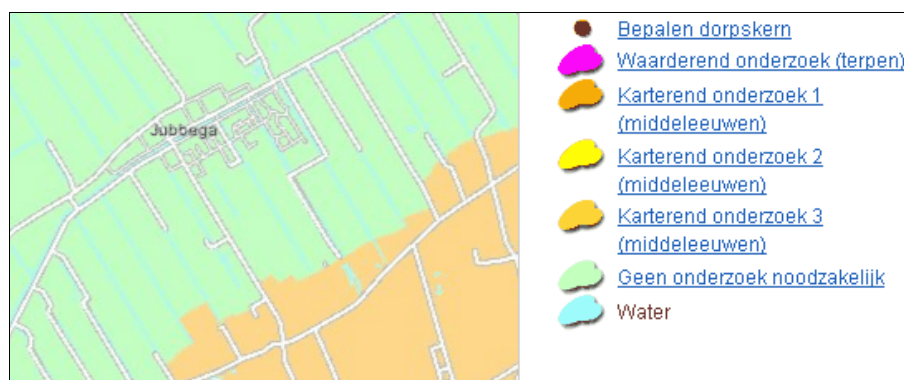 Jubbega
Bepalen dorpskern
Waarderend onderzoek (terpen)
Karterend onderzoek 1
(middeleeuwen)
Karterend onderzoek 2
(middeleeuwen)
Karterend onderzoek 3
(middeleeuwen)
Geen onderzoek noodzakelijk
Water